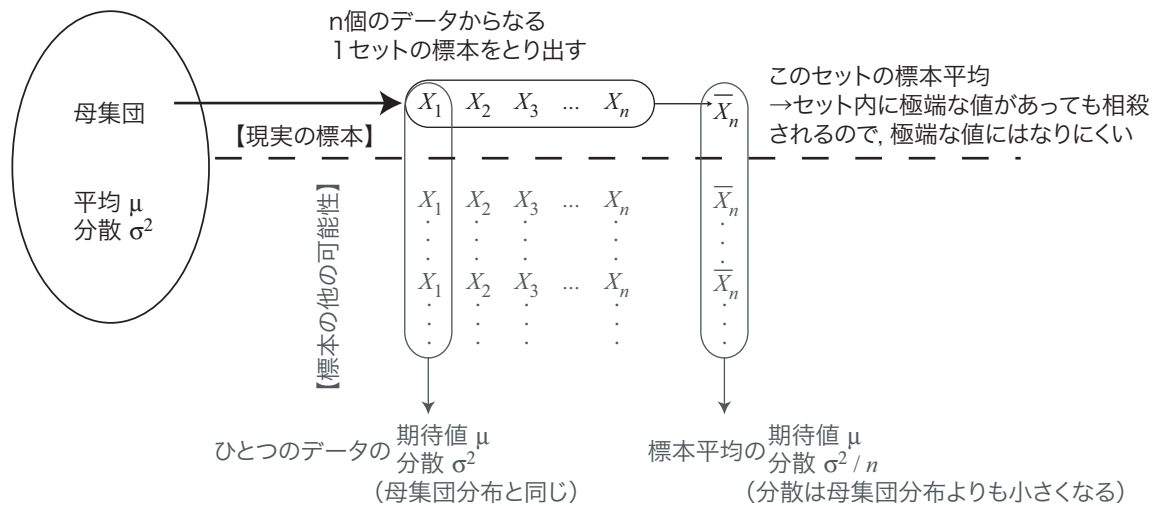 n個のデータからなる
1セットの標本をとり出す
母集団
X₁ X₂ X₃ ... Xₙ
X̄ₙ
このセットの標本平均
→セット内に極端な値があっても相殺
されるので, 極端な値にはなりにくい
【現実の標本】
平均 μ
分散 σ²
【標本の他の可能性】
X₁ X₂ X₃ ... Xₙ X̄ₙ
X₁ X₂ X₃ ... Xₙ X̄ₙ
ひとつのデータの 期待値 μ
分散 σ²
（母集団分布と同じ）
標本平均の 期待値 μ
分散 σ² / n
（分散は母集団分布よりも小さくなる）